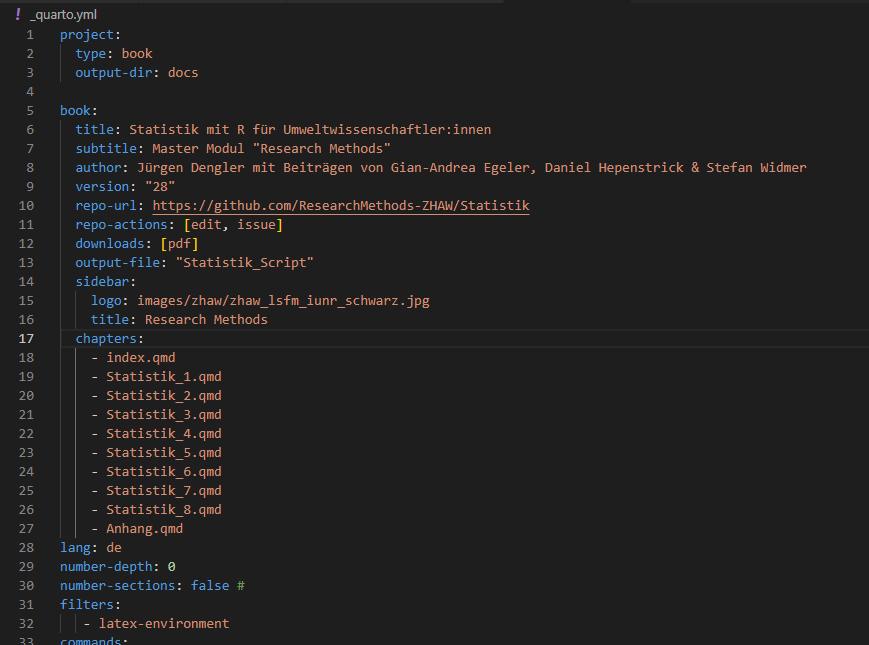 ! _quarto.yml
1 project:
2 type: book
3 output-dir: docs
4
5 book:
6 title: Statistik mit R für Umweltwissenschaftler:innen
7 subtitle: Master Modul "Research Methods"
8 author: Jürgen Dengler mit Beiträgen von Gian-Andrea Egeler, Daniel Hepenstrick & Stefan Widmer
9 version: "28"
10 repo-url: https://github.com/ResearchMethods-ZHAW/Statistik
11 repo-actions: [edit, issue]
12 downloads: [pdf]
13 output-file: "Statistik_Script"
14 sidebar:
15 logo: images/zhaw/zhaw_lsfm_iunr_schwarz.jpg
16 title: Research Methods
17 chapters:
18 - index.qmd
19 - Statistik_1.qmd
20 - Statistik_2.qmd
21 - Statistik_3.qmd
22 - Statistik_4.qmd
23 - Statistik_5.qmd
24 - Statistik_6.qmd
25 - Statistik_7.qmd
26 - Statistik_8.qmd
27 - Anhang.qmd
28 lang: de
29 number-depth: 0
30 number-sections: false #
31 filters:
32 - latex-environment
33 commands: